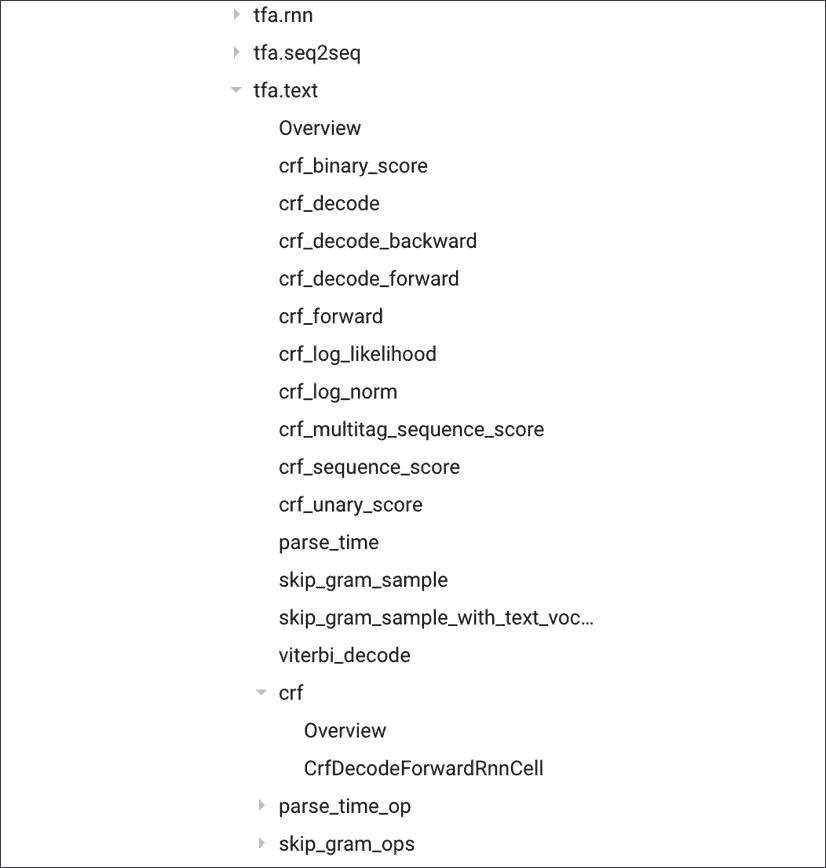 tfa.rnn
tfa.seq2seq
tfa.text
Overview
crf_binary_score
crf_decode
crf_decode_backward
crf_decode_forward
crf_forward
crf_log_likelihood
crf_log_norm
crf_multitag_sequence_score
crf_sequence_score
crf_unary_score
parse_time
skip_gram_sample
skip_gram_sample_with_text_voc...
viterbi_decode
crf
Overview
CrfDecodeForwardRnnCell
parse_time_op
skip_gram_ops